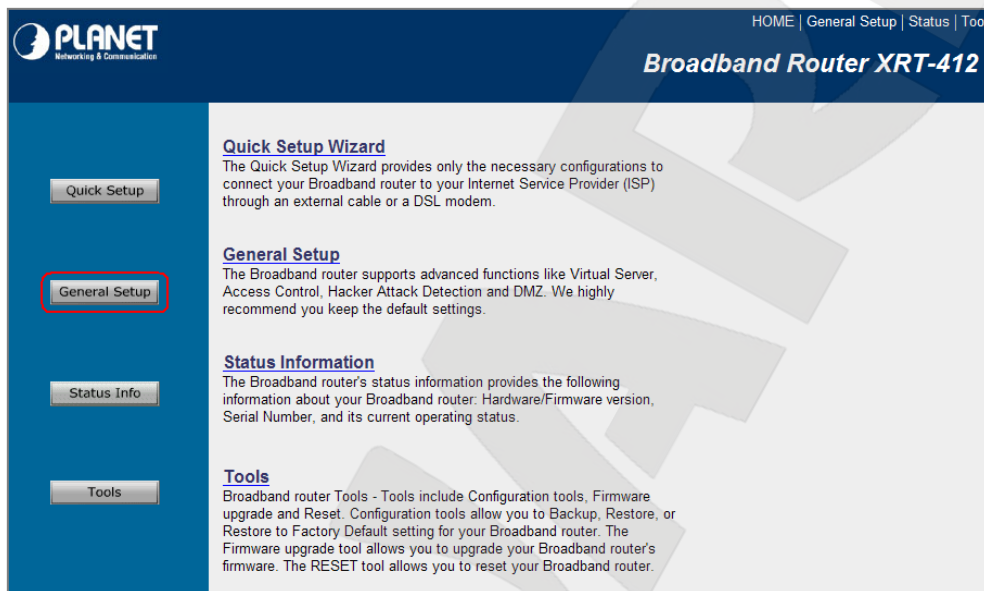 PLANET
Networking & Communication
HOME | General Setup | Status |
Broadband Router XRT-412
Quick Setup
Quick Setup Wizard
The Quick Setup Wizard provides only the necessary configurations to
connect your Broadband router to your Internet Service Provider (ISP)
through an external cable or a DSL modem.
General Setup
General Setup
The Broadband router supports advanced functions like Virtual Server,
Access Control, Hacker Attack Detection and DMZ. We highly
recommend you keep the default settings.
Status Info
Status Information
The Broadband router's status information provides the following
information about your Broadband router: Hardware/Firmware version,
Serial Number, and its current operating status.
Tools
Tools
Broadband router Tools - Tools include Configuration tools, Firmware
upgrade and Reset. Configuration tools allow you to Backup, Restore, or
Restore to Factory Default setting for your Broadband router. The
Firmware upgrade tool allows you to upgrade your Broadband router's
firmware. The RESET tool allows you to reset your Broadband router.